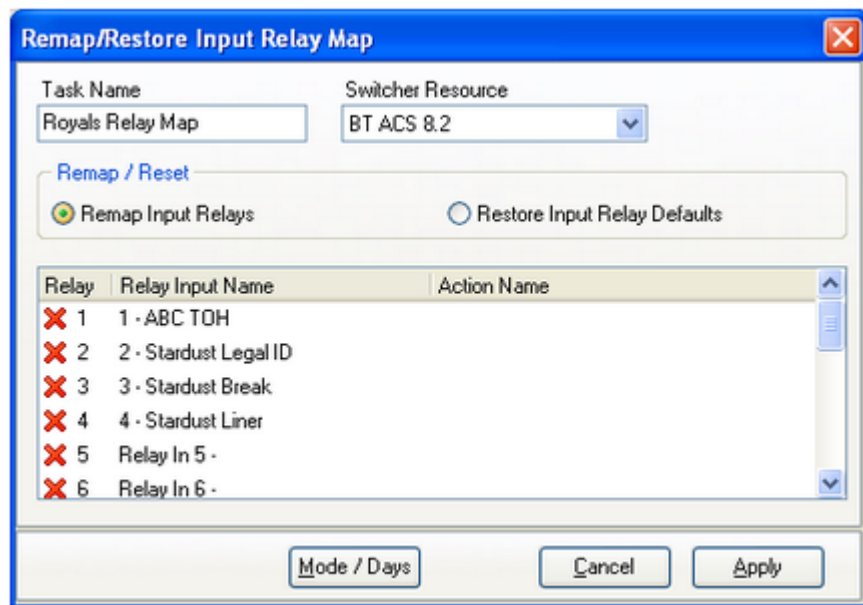 Remap/Restore Input Relay Map
Task Name Switcher Resource
Royals Relay Map BT ACS 8.2
Remap / Reset
Remap Input Relays Restore Input Relay Defaults
Relay Relay Input Name Action Name
1 1 - ABC TOH
2 2 - Stardust Legal ID
3 3 - Stardust Break
4 4 - Stardust Liner
5 Relay In 5 -
6 Relay In 6 -
Mode / Days Cancel Apply